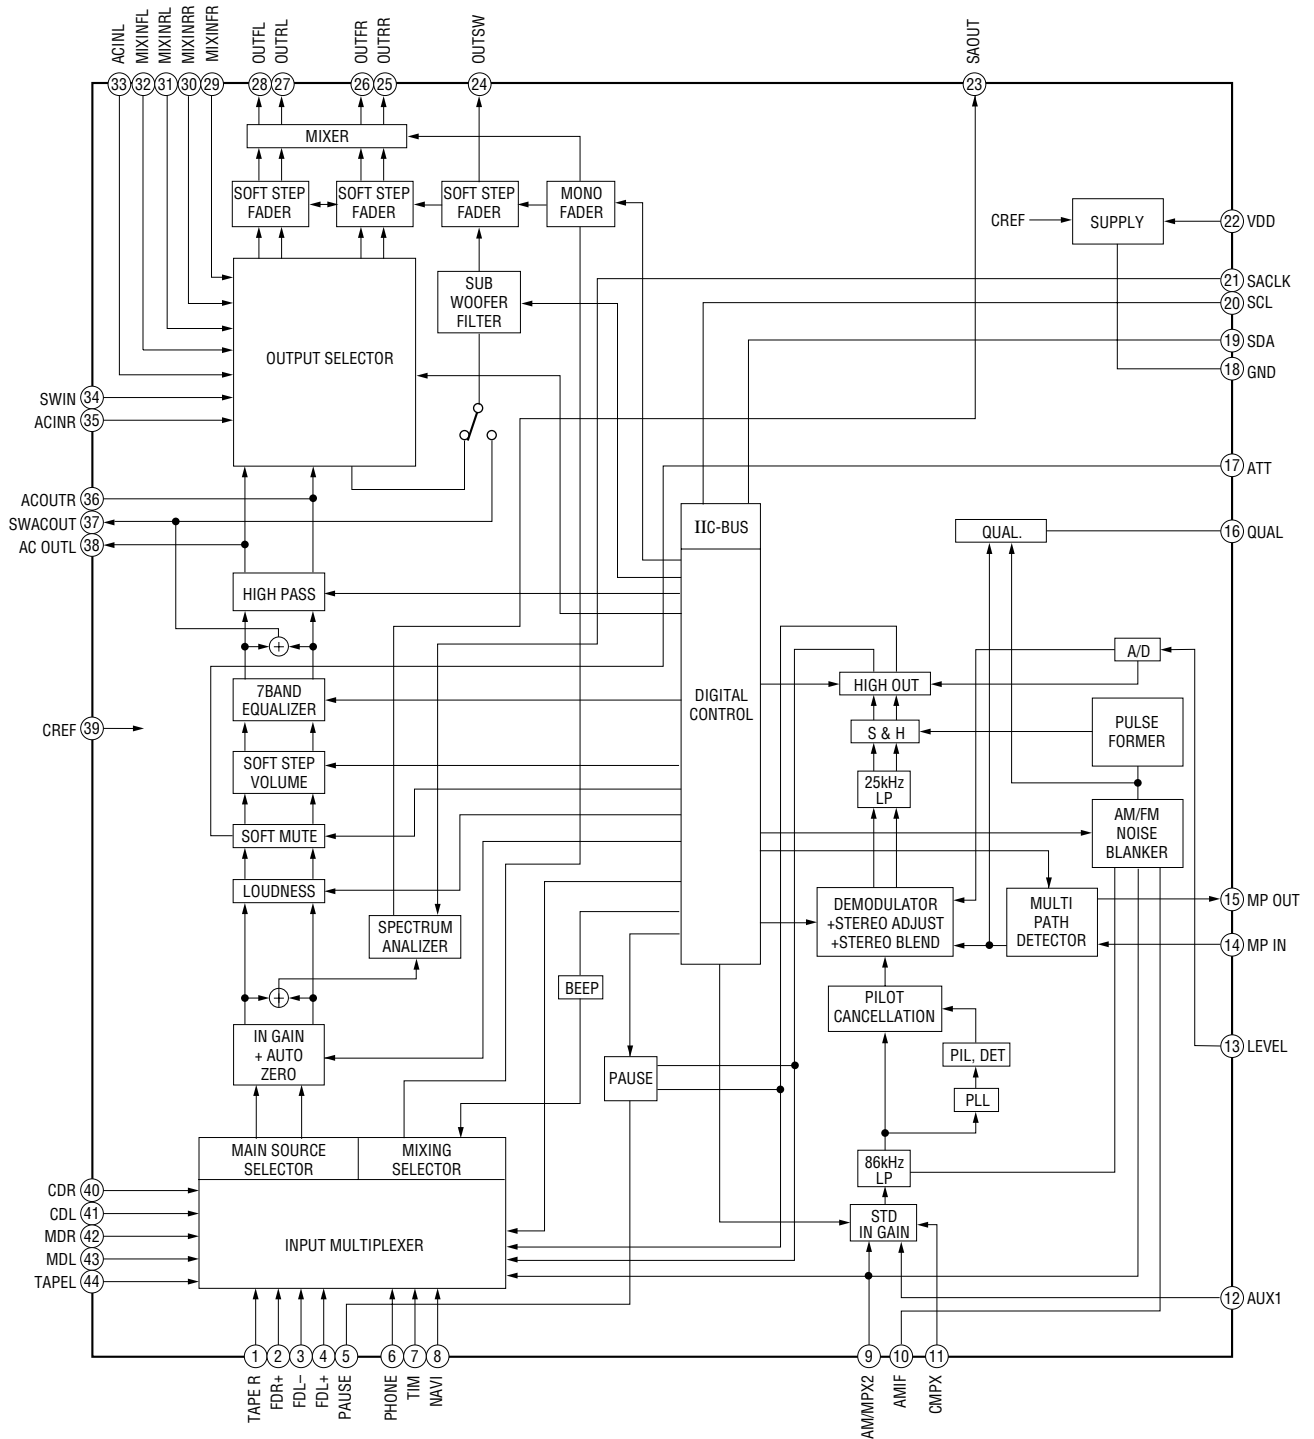 ACINL
MIXINFL
MIXINRL
MIXINRR
MIXINFR
OUTFL
OUTRL
OUTFR
OUTRR
OUTSW
SAOUT
33 32 31 30 29 28 27 26 25 24 23
MIXER
SOFT STEP
FADER
SOFT STEP
FADER
SOFT STEP
FADER
MONO
FADER
CREF
SUPPLY
22 VDD
SUB
WOOFER
FILTER
21 SACLK
20 SCL
OUTPUT SELECTOR
19 SDA
18 GND
SWIN 34
ACINR 35
17 ATT
ACOUTR 36
SWACOUT 37
AC OUTL 38
IIC-BUS
QUAL.
16 QUAL
HIGH PASS
+
A/D
7BAND
EQUALIZER
DIGITAL
CONTROL
HIGH OUT
CREF 39
S & H
PULSE
FORMER
SOFT STEP
VOLUME
25kHz
LP
SOFT MUTE
AM/FM
NOISE
BLANKER
LOUDNESS
SPECTRUM
ANALIZER
DEMODULATOR
+STEREO ADJUST
+STEREO BLEND
MULTI
PATH
DETECTOR
15 MP OUT
14 MP IN
+
BEEP
PILOT
CANCELLATION
IN GAIN
+ AUTO
ZERO
PAUSE
PIL, DET
13 LEVEL
PLL
MAIN SOURCE
SELECTOR
MIXING
SELECTOR
86kHz
LP
CDR 40
CDL 41
MDR 42
MDL 43
TAPEL 44
INPUT MULTIPLEXER
STD
IN GAIN
12 AUX1
1 2 3 4 5 6 7 8 9 10 11
TAPE R
FDR+
FDL−
FDL+
PAUSE
PHONE
TIM
NAVI
AM/MPX2
AMIF
CMPX